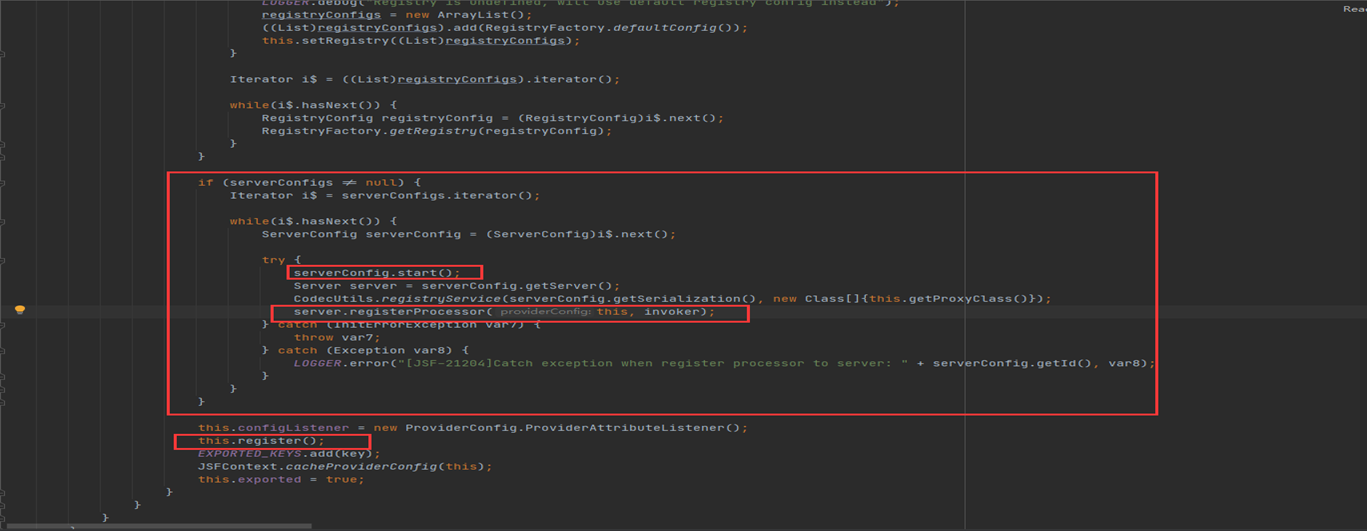 LOGGER.debug("Registry is undefined, will use default registry config instead");
Read
registryConfigs = new ArrayList();
((List)registryConfigs).add(RegistryFactory.defaultConfig());
this.setRegistry((List)registryConfigs);
}
Iterator i$ = ((List)registryConfigs).iterator();
while(i$.hasNext()) {
RegistryConfig registryConfig = (RegistryConfig)i$.next();
RegistryFactory.getRegistry(registryConfig);
}
}
if (serverConfigs ≠ null) {
Iterator i$ = serverConfigs.iterator();
while(i$.hasNext()) {
ServerConfig serverConfig = (ServerConfig)i$.next();
try {
serverConfig.start();
Server server = serverConfig.getServer();
CodecUtils.registryService(serverConfig.getSerialization(), new Class[]{this.getProxyClass()});
server.registerProcessor( providerConfig: this, invoker);
} catch (InitErrorException var7) {
throw var7;
} catch (Exception var8) {
LOGGER.error("[JSF-21204]Catch exception when register processor to server: " + serverConfig.getId(), var8);
}
}
}
this.configListener = new ProviderConfig.ProviderAttributeListener();
this.register();
EXPORTED_KEYS.add(key);
JSFContext.cacheProviderConfig(this);
this.exported = true;
}
}
}